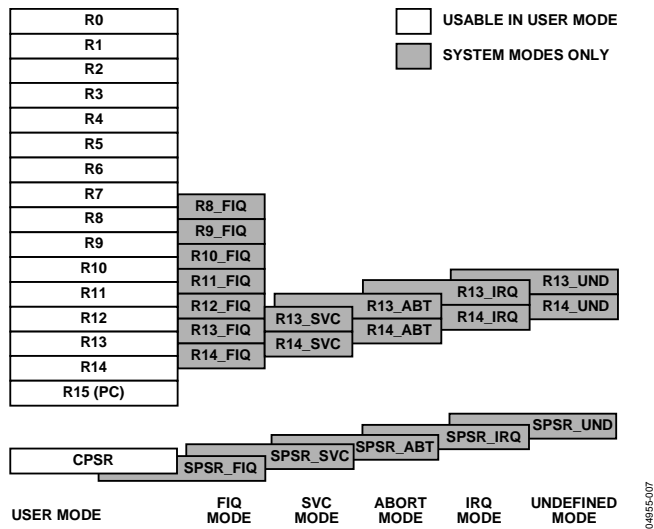 R0
R1
R2
R3
R4
R5
R6
R7
R8
R9
R10
R11
R12
R13
R14
R15 (PC)
R8_FIQ
R9_FIQ
R10_FIQ
R11_FIQ
R12_FIQ
R13_FIQ
R14_FIQ
R13_SVC
R14_SVC
R13_ABT
R14_ABT
R13_IRQ
R14_IRQ
R13_UND
R14_UND
USABLE IN USER MODE
SYSTEM MODES ONLY
CPSR
SPSR_FIQ
SPSR_SVC
SPSR_ABT
SPSR_IRQ
SPSR_UND
USER MODE
FIQ
MODE
SVC
MODE
ABORT
MODE
IRQ
MODE
UNDEFINED
MODE
04955-007